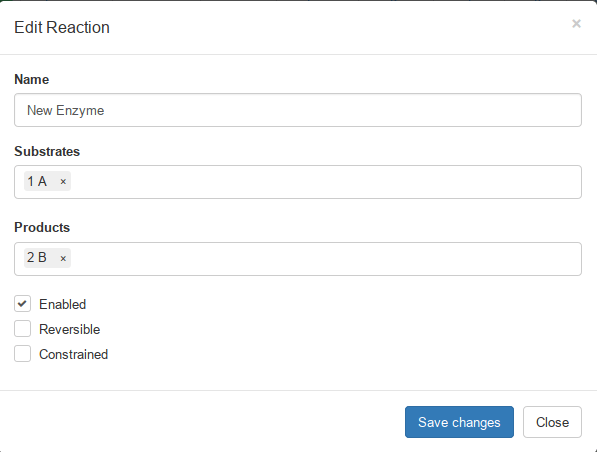 Edit Reaction ×
Name
New Enzyme
Substrates
1 A ×
Products
2 B ×
Enabled
Reversible
Constrained
Save changes Close